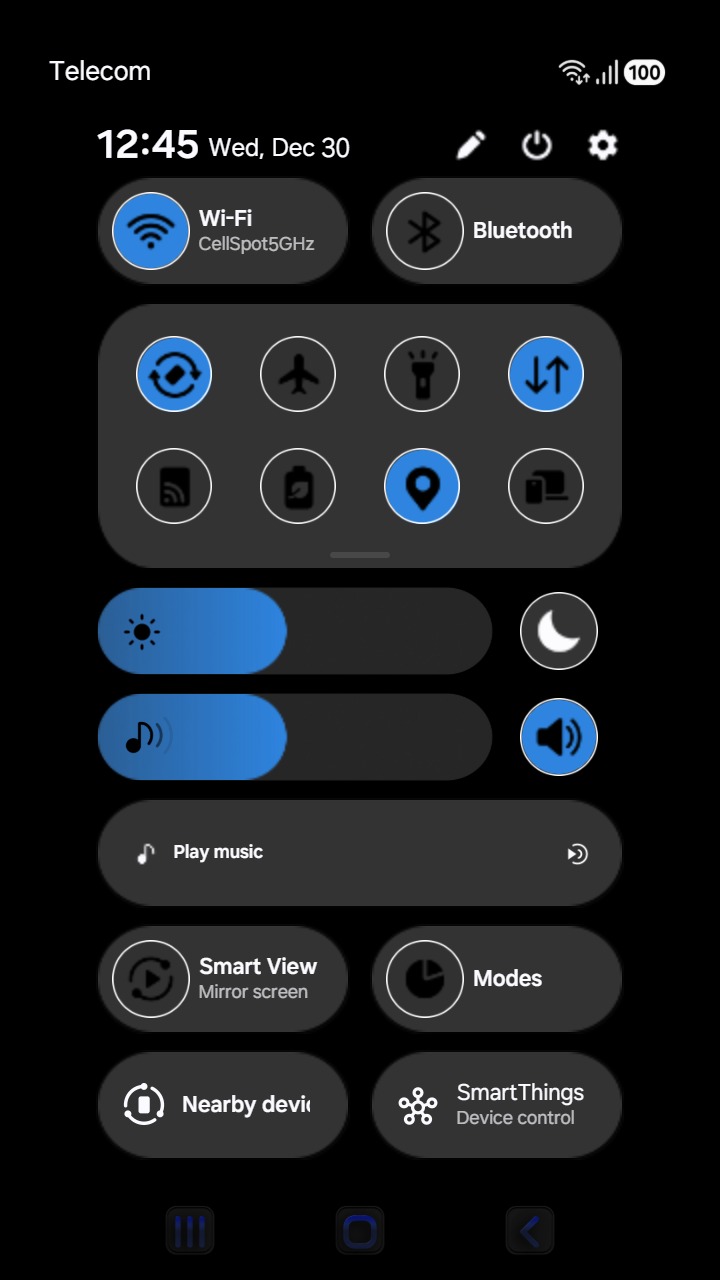 Telecom
100
12:45 Wed, Dec 30
Wi-Fi
CellSpot5GHz
Bluetooth
Play music
Smart View
Mirror screen
Modes
Nearby devi
SmartThings
Device control